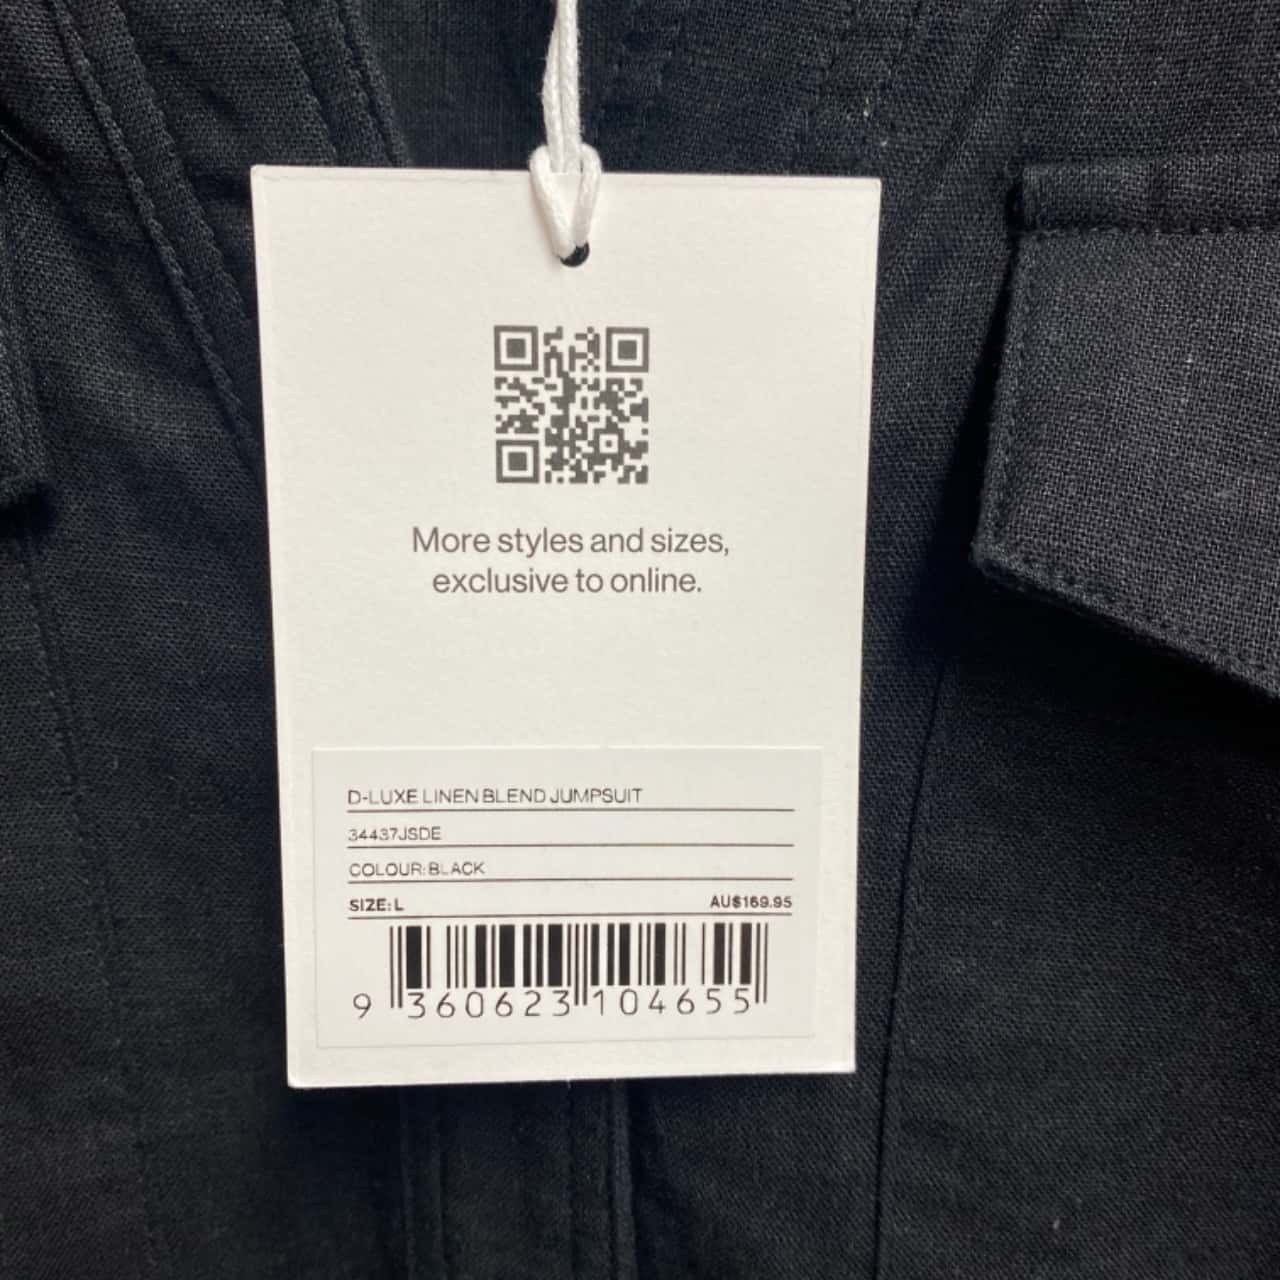 More styles and sizes,
exclusive to online.
D-LUXE LINEN BLEND JUMPSUIT
34437JSDE
COLOUR: BLACK
SIZE: L AU$169.95
9 360623 104655